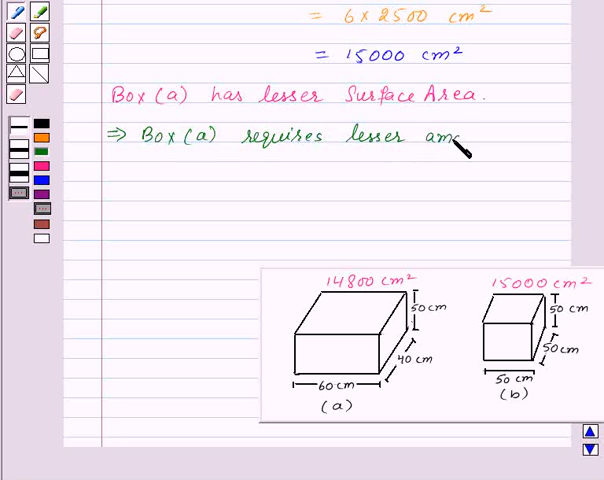 = 6 x 2500 cm²
= 15000 cm²
Box (a) has lesser Surface Area.
⇒ Box (a) requires lesser amo
14800 cm²
50 cm
40 cm
60 cm
(a)
15000 cm²
50 cm
50 cm
50 cm
(b)